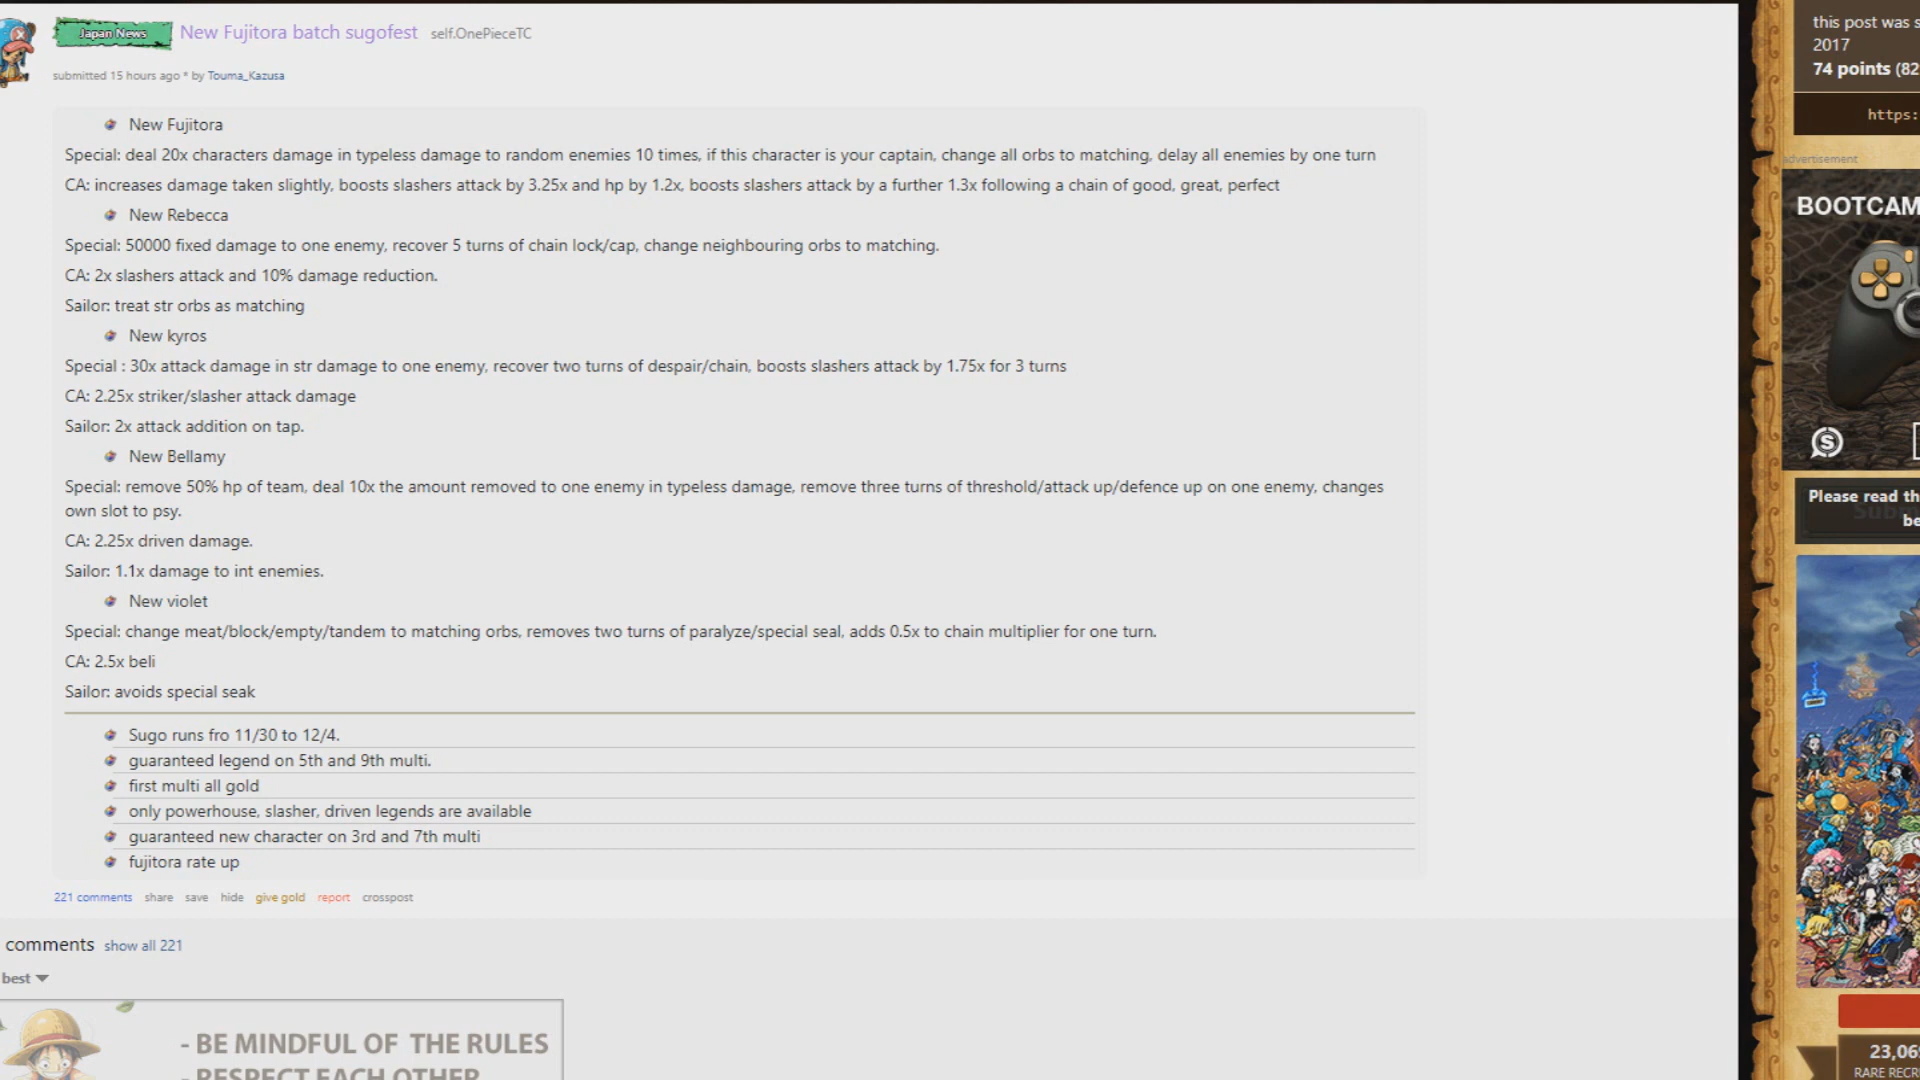 Japan News New Fujitora batch sugofest self.OnePieceTC
submitted 15 hours ago * by Touma_Kazusa
New Fujitora
Special: deal 20x characters damage in typeless damage to random enemies 10 times, if this character is your captain, change all orbs to matching, delay all enemies by one turn
CA: increases damage taken slightly, boosts slashers attack by 3.25x and hp by 1.2x, boosts slashers attack by a further 1.3x following a chain of good, great, perfect
New Rebecca
Special: 50000 fixed damage to one enemy, recover 5 turns of chain lock/cap, change neighbouring orbs to matching.
CA: 2x slashers attack and 10% damage reduction.
Sailor: treat str orbs as matching
New kyros
Special : 30x attack damage in str damage to one enemy, recover two turns of despair/chain, boosts slashers attack by 1.75x for 3 turns
CA: 2.25x striker/slasher attack damage
Sailor: 2x attack addition on tap.
New Bellamy
Special: remove 50% hp of team, deal 10x the amount removed to one enemy in typeless damage, remove three turns of threshold/attack up/defence up on one enemy, changes
own slot to psy.
CA: 2.25x driven damage.
Sailor: 1.1x damage to int enemies.
New violet
Special: change meat/block/empty/tandem to matching orbs, removes two turns of paralyze/special seal, adds 0.5x to chain multiplier for one turn.
CA: 2.5x beli
Sailor: avoids special seak
Sugo runs fro 11/30 to 12/4.
guaranteed legend on 5th and 9th multi.
first multi all gold
only powerhouse, slasher, driven legends are available
guaranteed new character on 3rd and 7th multi
fujitora rate up
221 comments share save hide give gold report crosspost
comments show all 221
best
- BE MINDFUL OF THE RULES
- RESPECT EACH OTHER
this post was s
2017
74 points (82
https:
advertisement
BOOTCAM
Please read th
be
23,06
RARE RECR